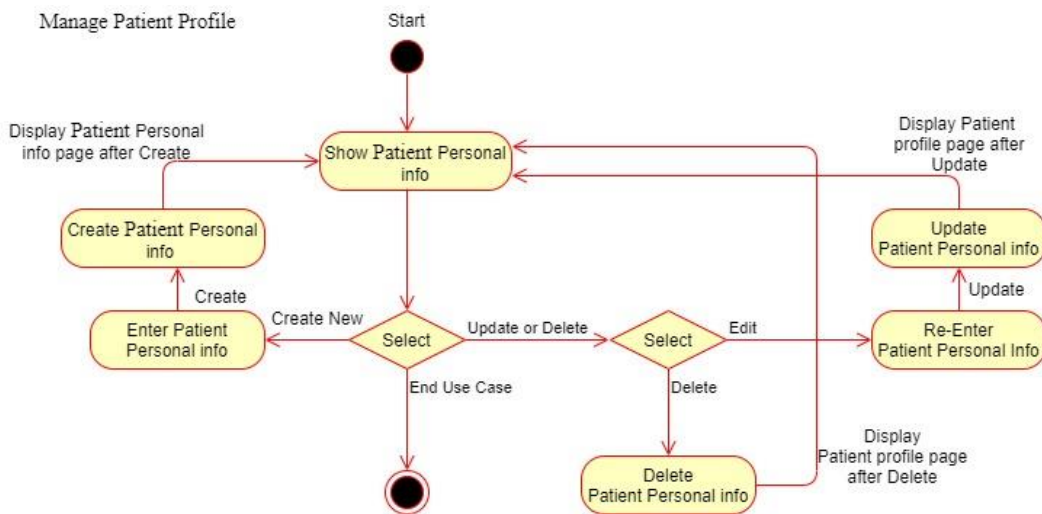 Manage Patient Profile
Start
Display Patient Personal
info page after Create
Show Patient Personal
info
Display Patient
profile page after
Update
Create Patient Personal
info
Update
Patient Personal info
Create
Update
Enter Patient
Personal info
Create New
Select
Update or Delete
Select
Edit
Re-Enter
Patient Personal Info
End Use Case
Delete
Delete
Patient Personal info
Display
Patient profile page
after Delete